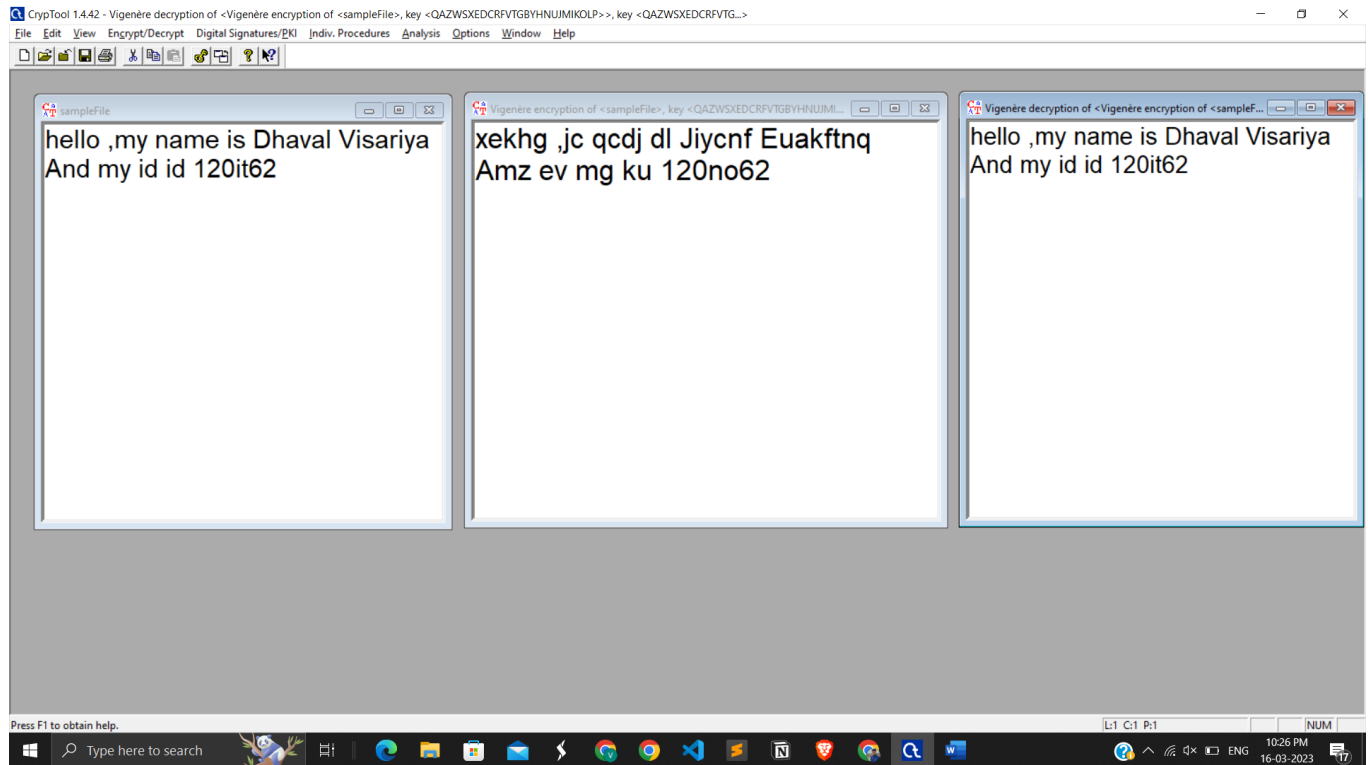 CrypTool 1.4.42 - Vigenère decryption of <Vigenère encryption of <sampleFile>, key <QAZWSXEDCRFVTGBYHNUJMIKOLP>>, key <QAZWSXEDCRFVTG...>
File Edit View Encrypt/Decrypt Digital Signatures/PKI Indiv. Procedures Analysis Options Window Help
sampleFile
hello ,my name is Dhaval Visariya
And my id id 120it62
Vigenère encryption of <sampleFile>, key <QAZWSXEDCRFVTGBYHNUJMI...
xekhg ,jc qcdj dl Jiycnf Euakftnq
Amz ev mg ku 120no62
Vigenère decryption of <Vigenère encryption of <sampleF...
hello ,my name is Dhaval Visariya
And my id id 120it62
Press F1 to obtain help.
L:1 C:1 P:1
NUM
Type here to search
ENG
10:26 PM
16-03-2023
17